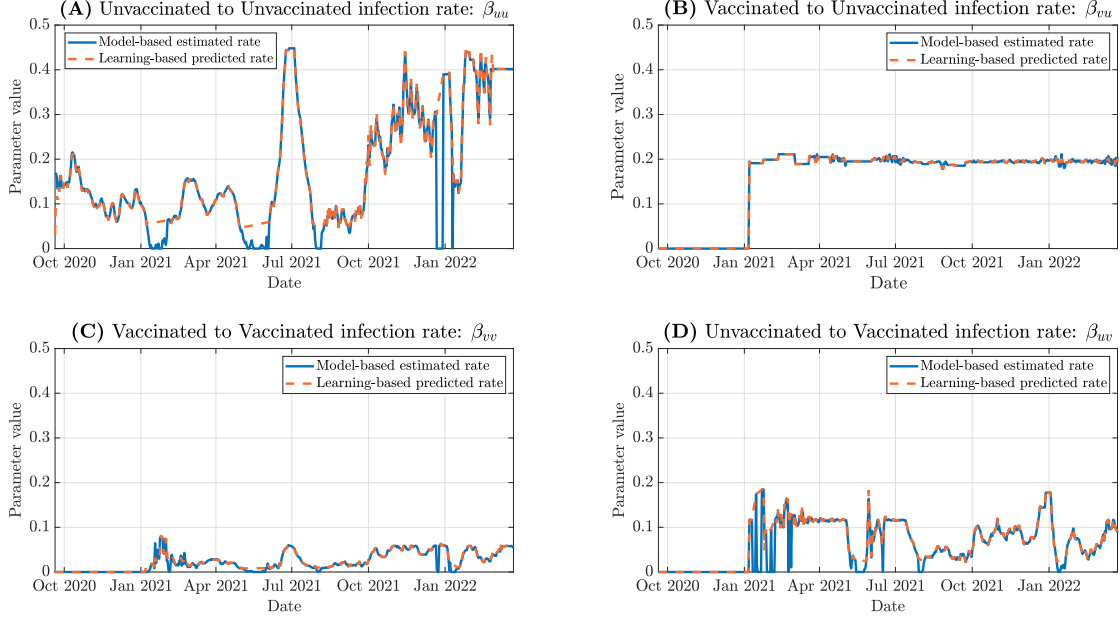 (A) Unvaccinated to Unvaccinated infection rate: βuu
0.5
0.4
0.3
0.2
0.1
0
Parameter value
Model-based estimated rate
Learning-based predicted rate
Oct 2020 Jan 2021 Apr 2021 Jul 2021 Oct 2021 Jan 2022
Date
(B) Vaccinated to Unvaccinated infection rate: βvu
0.5
0.4
0.3
0.2
0.1
0
Parameter value
Model-based estimated rate
Learning-based predicted rate
Oct 2020 Jan 2021 Apr 2021 Jul 2021 Oct 2021 Jan 2022
Date
(C) Vaccinated to Vaccinated infection rate: βvv
0.5
0.4
0.3
0.2
0.1
0
Parameter value
Model-based estimated rate
Learning-based predicted rate
Oct 2020 Jan 2021 Apr 2021 Jul 2021 Oct 2021 Jan 2022
Date
(D) Unvaccinated to Vaccinated infection rate: βuv
0.5
0.4
0.3
0.2
0.1
0
Parameter value
Model-based estimated rate
Learning-based predicted rate
Oct 2020 Jan 2021 Apr 2021 Jul 2021 Oct 2021 Jan 2022
Date